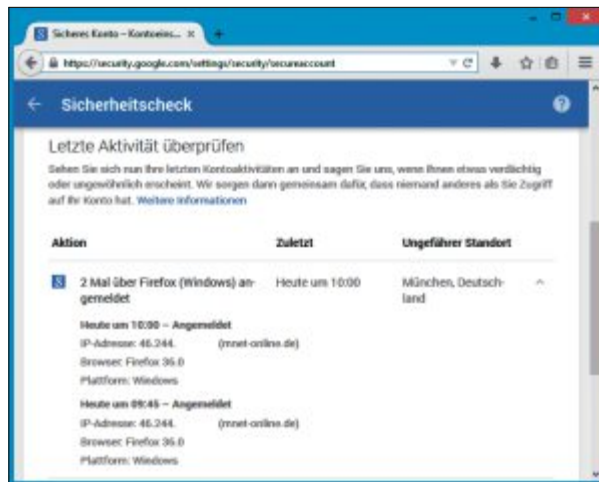 Sicheres Konto – Kontoeins... ×
https://security.google.com/settings/security/secureaccount
Sicherheitscheck
Letzte Aktivität überprüfen
Sehen Sie sich nun Ihre letzten Kontoaktivitäten an und sagen Sie uns, wenn Ihnen etwas verdächtig
oder ungewöhnlich erscheint. Wir sorgen dann gemeinsam dafür, dass niemand anderes als Sie Zugriff
auf Ihr Konto hat. Weitere Informationen
Aktion Zuletzt Ungefährer Standort
2 Mal über Firefox (Windows) an- Heute um 10:00 München, Deutsch-
gemeldet land
Heute um 10:00 – Angemeldet
IP-Adresse: 46.244. (mnet-online.de)
Browser: Firefox 36.0
Plattform: Windows
Heute um 09:45 – Angemeldet
IP-Adresse: 46.244. (mnet-online.de)
Browser: Firefox 36.0
Plattform: Windows